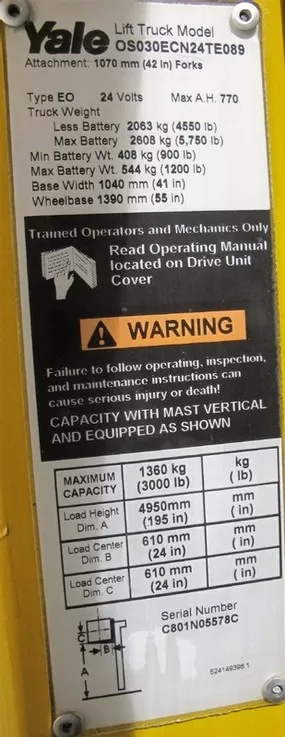 Yale Lift Truck Model
OS030ECN24TE089
Attachment: 1070 mm (42 In) Forks
Type EO 24 Volts Max A.H. 770
Truck Weight
Less Battery 2063 kg (4550 lb)
Max Battery 2608 kg (5,750 lb)
Min Battery Wt. 408 kg (900 lb)
Max Battery Wt. 544 kg (1200 lb)
Base Width 1040 mm (41 in)
Wheelbase 1390 mm (55 in)
Trained Operators and Mechanics Only
Read Operating Manual
located on Drive Unit
Cover
WARNING
Failure to follow operating, inspection,
and maintenance instructions can
cause serious injury or death!
CAPACITY WITH MAST VERTICAL
AND EQUIPPED AS SHOWN
MAXIMUM CAPACITY 1360 kg (3000 lb) kg ( lb)
Load Height Dim. A 4950mm (195 in) mm ( in)
Load Center Dim. B 610 mm (24 in) mm ( in)
Load Center Dim. C 610 mm (24 in) mm ( in)
C
B
A
Serial Number
C801N05578C
524149395 1